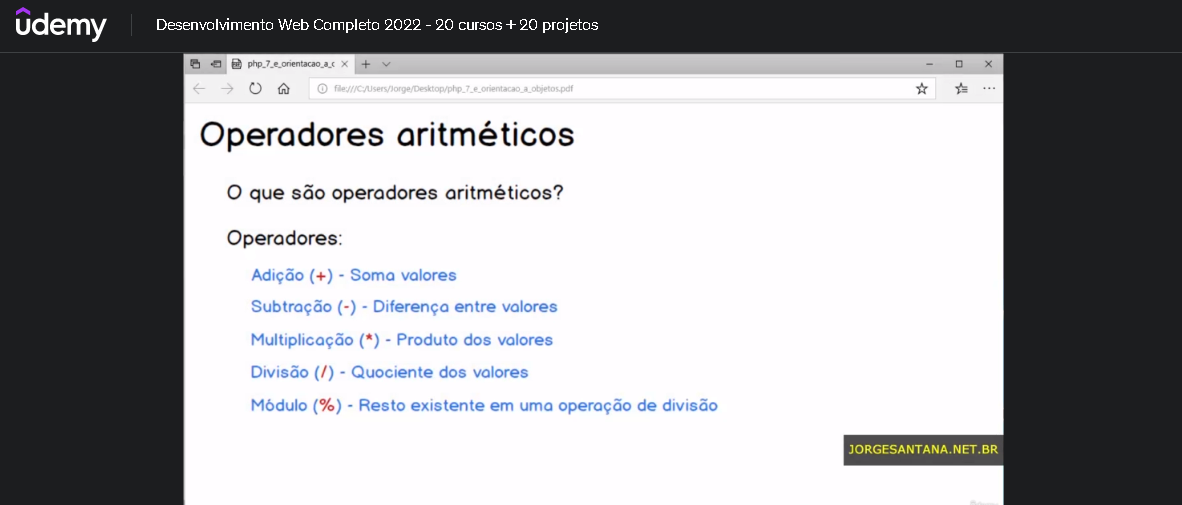 udemy
Desenvolvimento Web Completo 2022 - 20 cursos + 20 projetos
php_7_e_orientacao_a_c
file:///C:/Users/Jorge/Desktop/php_7_e_orientacao_a_objetos.pdf
Operadores aritméticos
O que são operadores aritméticos?
Operadores:
Adição (+) - Soma valores
Subtração (-) - Diferença entre valores
Multiplicação (*) - Produto dos valores
Divisão (/) - Quociente dos valores
Módulo (%) - Resto existente em uma operação de divisão
JORGESANTANA.NET.BR